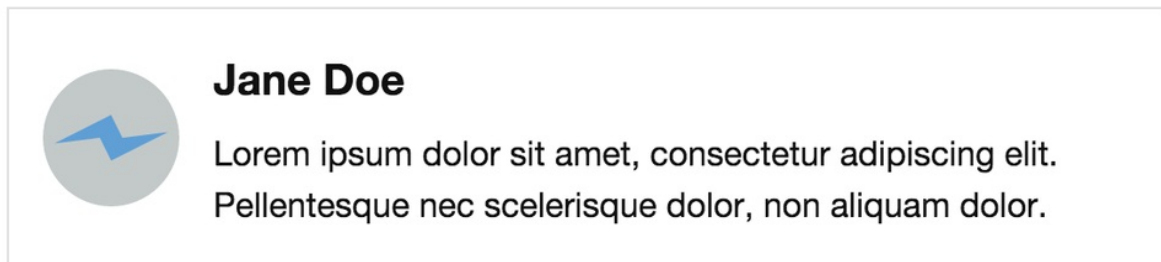 Jane Doe
Lorem ipsum dolor sit amet, consectetur adipiscing elit.
Pellentesque nec scelerisque dolor, non aliquam dolor.